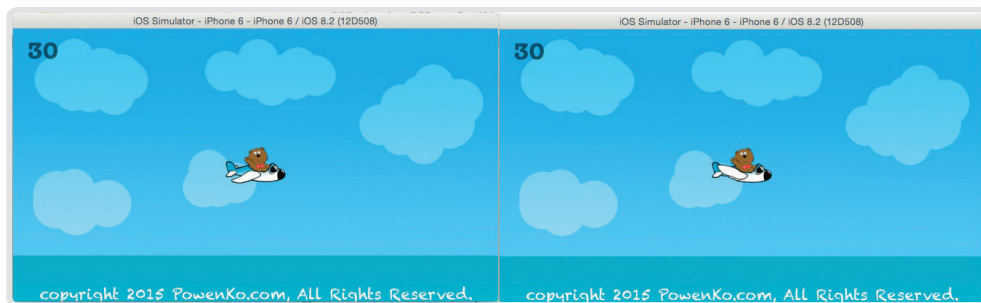 iOS Simulator - iPhone 6 - iPhone 6 / iOS 8.2 (12D508)
30
copyright 2015 PowenKo.com, All Rights Reserved.
iOS Simulator - iPhone 6 - iPhone 6 / iOS 8.2 (12D508)
30
copyright 2015 PowenKo.com, All Rights Reserved.